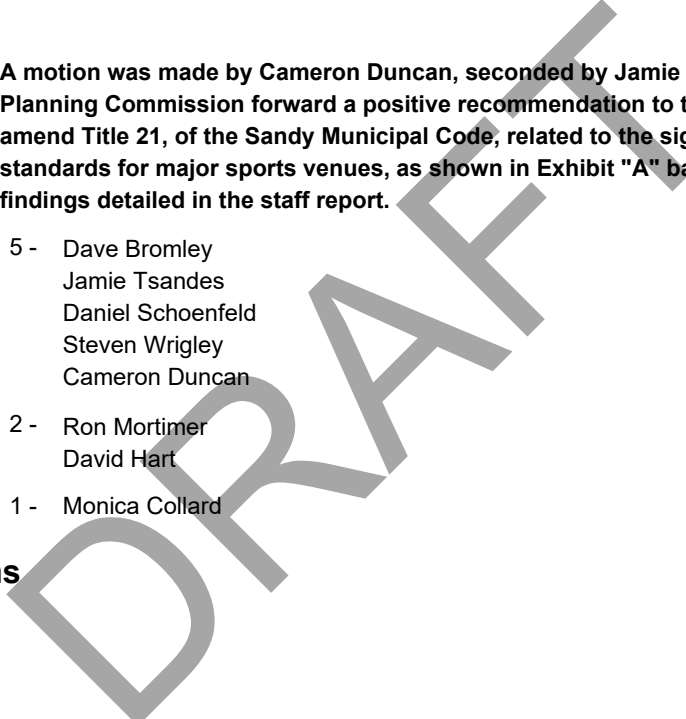 A motion was made by Cameron Duncan, seconded by Jamie
Planning Commission forward a positive recommendation to t
amend Title 21, of the Sandy Municipal Code, related to the sig
standards for major sports venues, as shown in Exhibit "A" ba
findings detailed in the staff report.
5 - Dave Bromley
Jamie Tsandes
Daniel Schoenfeld
Steven Wrigley
Cameron Duncan
2 - Ron Mortimer
David Hart
1 - Monica Collard
ns
DRAFT